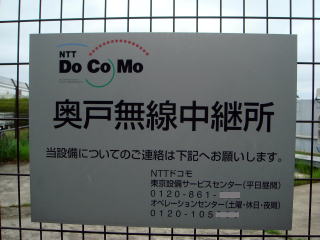 NTT
DoCoMo
奥戸無線中継所
当設備についてのご連絡は下記へお願いします。
NTTドコモ
東京設備サービスセンター(平日昼間)
0120-861-
オペレーションセンター(土曜・休日・夜間)
0120-105